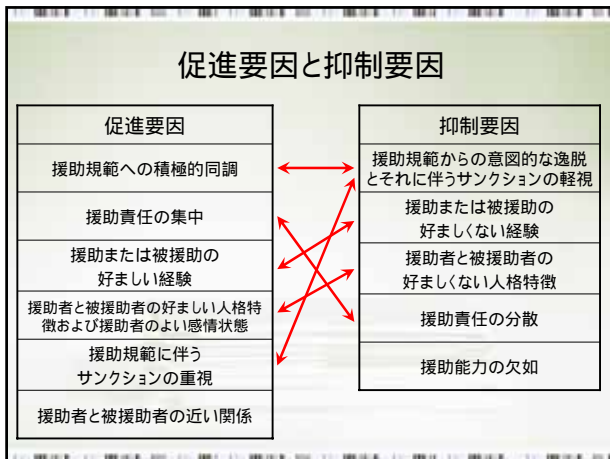 促進要因と抑制要因
促進要因
援助規範への積極的同調
援助責任の集中
援助または被援助の
好ましい経験
援助者と被援助者の好ましい人格特
徴および援助者のよい感情状態
援助規範に伴う
サンクションの重視
援助者と被援助者の近い関係
抑制要因
援助規範からの意図的な逸脱
とそれに伴うサンクションの軽視
援助または被援助の
好ましくない経験
援助者と被援助者の
好ましくない人格特徴
援助責任の分散
援助能力の欠如